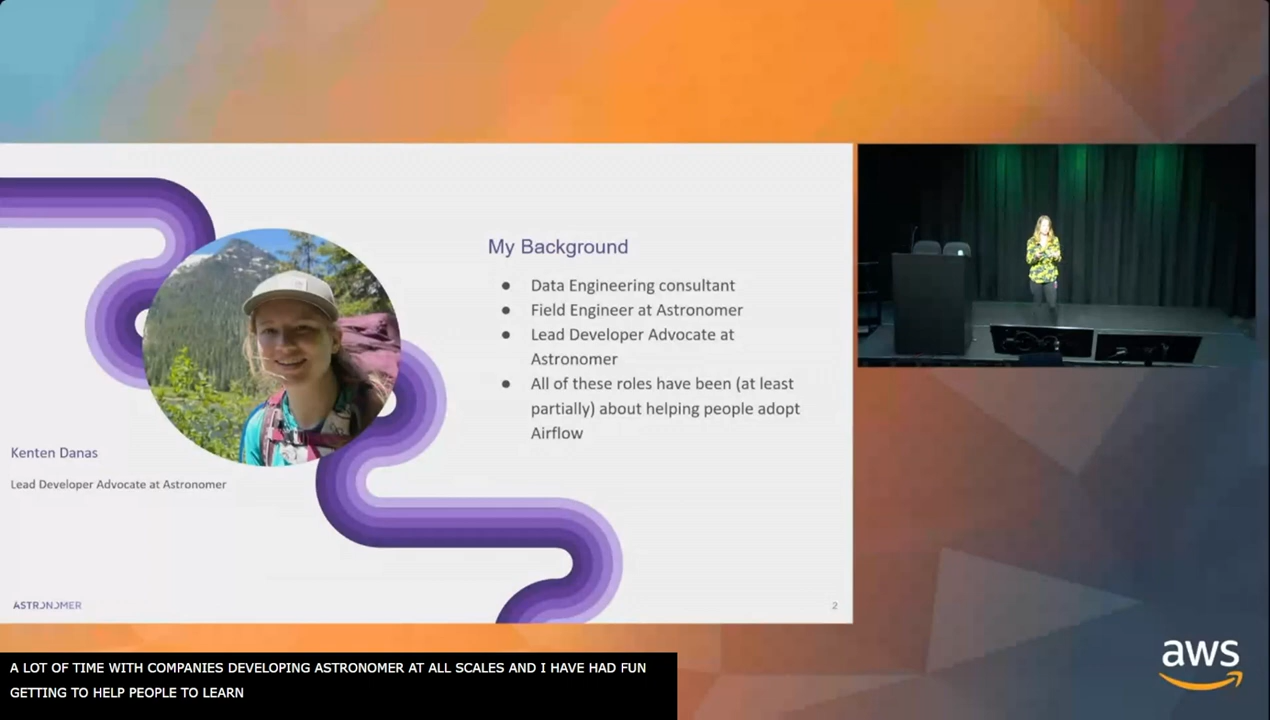 My Background
● Data Engineering consultant
● Field Engineer at Astronomer
● Lead Developer Advocate at
Astronomer
● All of these roles have been (at least
partially) about helping people adopt
Airflow
Kenten Danas
Lead Developer Advocate at Astronomer
ASTRONOMER
2
A LOT OF TIME WITH COMPANIES DEVELOPING ASTRONOMER AT ALL SCALES AND I HAVE HAD FUN
GETTING TO HELP PEOPLE TO LEARN
aws